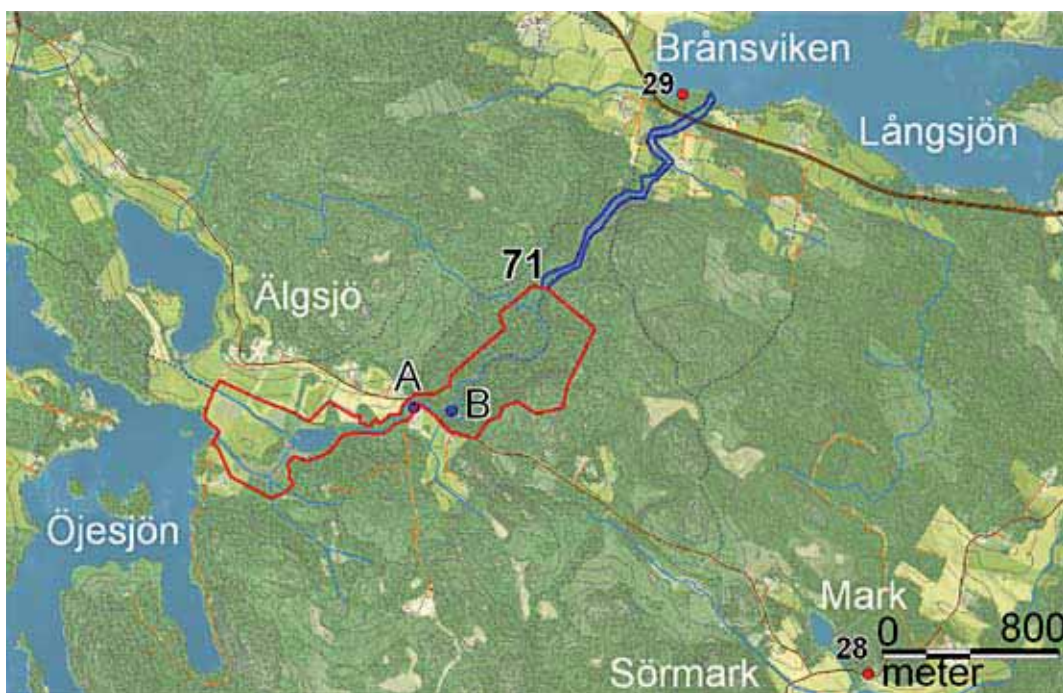 Brånsviken
29
Långsjön
71
Älgsjö
A
B
Öjesjön
Mark
0 800
28
meter
Sörmark